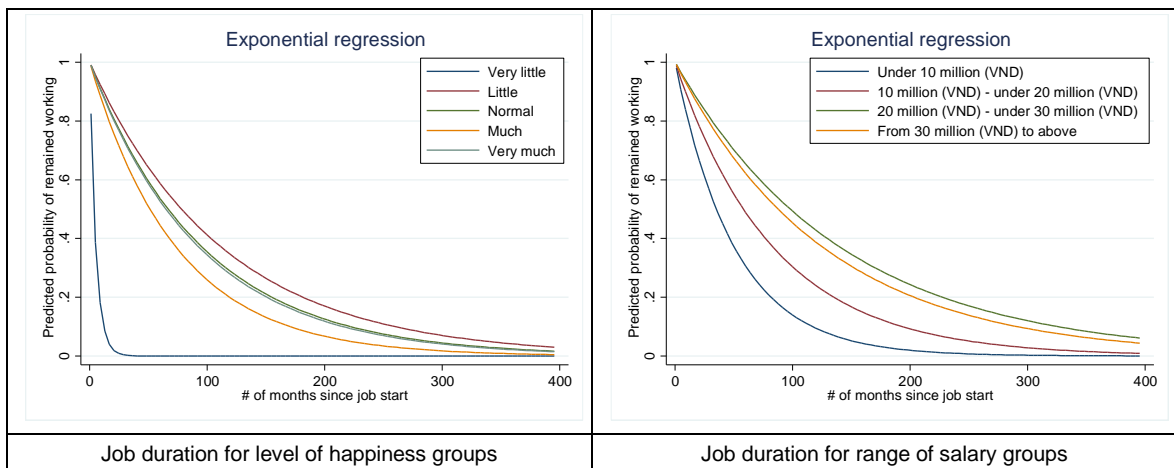 Exponential regression
Very little
Little
Normal
Much
Very much
Predicted probability of remained working
1
.8
.6
.4
.2
0
0 100 200 300 400
# of months since job start
Job duration for level of happiness groups
Exponential regression
Under 10 million (VND)
10 million (VND) - under 20 million (VND)
20 million (VND) - under 30 million (VND)
From 30 million (VND) to above
Predicted probability of remained working
1
.8
.6
.4
.2
0
0 100 200 300 400
# of months since job start
Job duration for range of salary groups